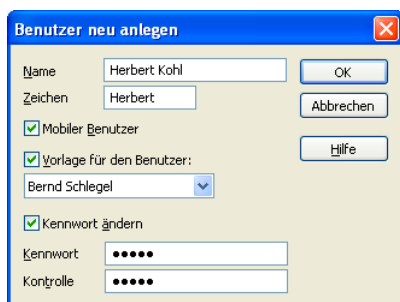 Benutzer neu anlegen
Name Herbert Kohl
OK
Zeichen Herbert
Abbrechen
Mobiler Benutzer
Hilfe
Vorlage für den Benutzer:
Bernd Schlegel
Kennwort ändern
Kennwort •••••
Kontrolle •••••